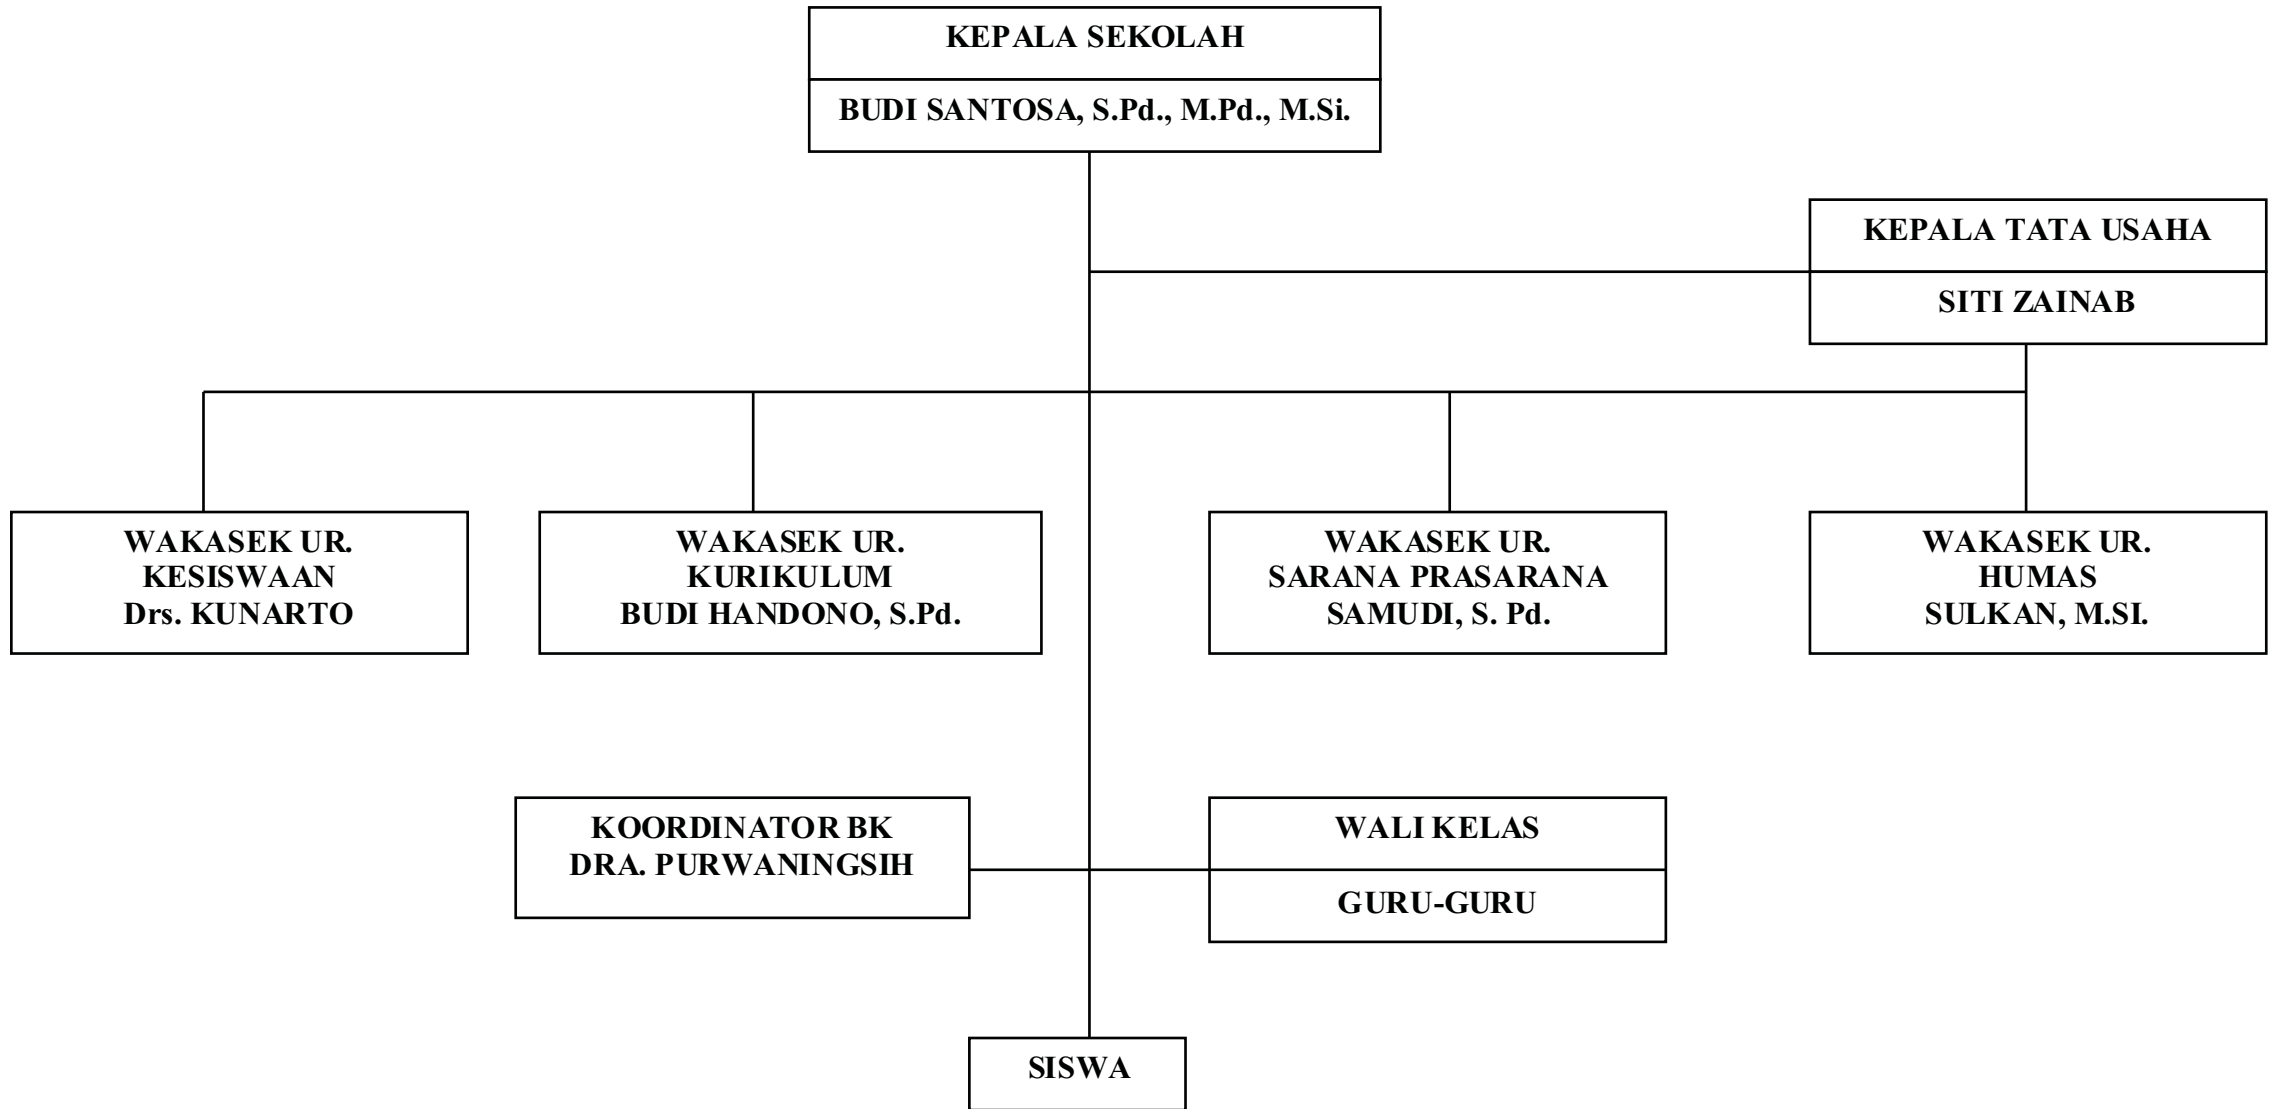 KEPALA SEKOLAH
BUDI SANTOSA, S.Pd., M.Pd., M.Si.
KEPALA TATA USAHA
SITI ZAINAB
WAKASEK UR.
KESISWAAN
Drs. KUNARTO
WAKASEK UR.
KURIKULUM
BUDI HANDONO, S.Pd.
WAKASEK UR.
SARANA PRASARANA
SAMUDI, S. Pd.
WAKASEK UR.
HUMAS
SULKAN, M.SI.
KOORDINATOR BK
DRA. PURWANINGSIH
WALI KELAS
GURU-GURU
SISWA